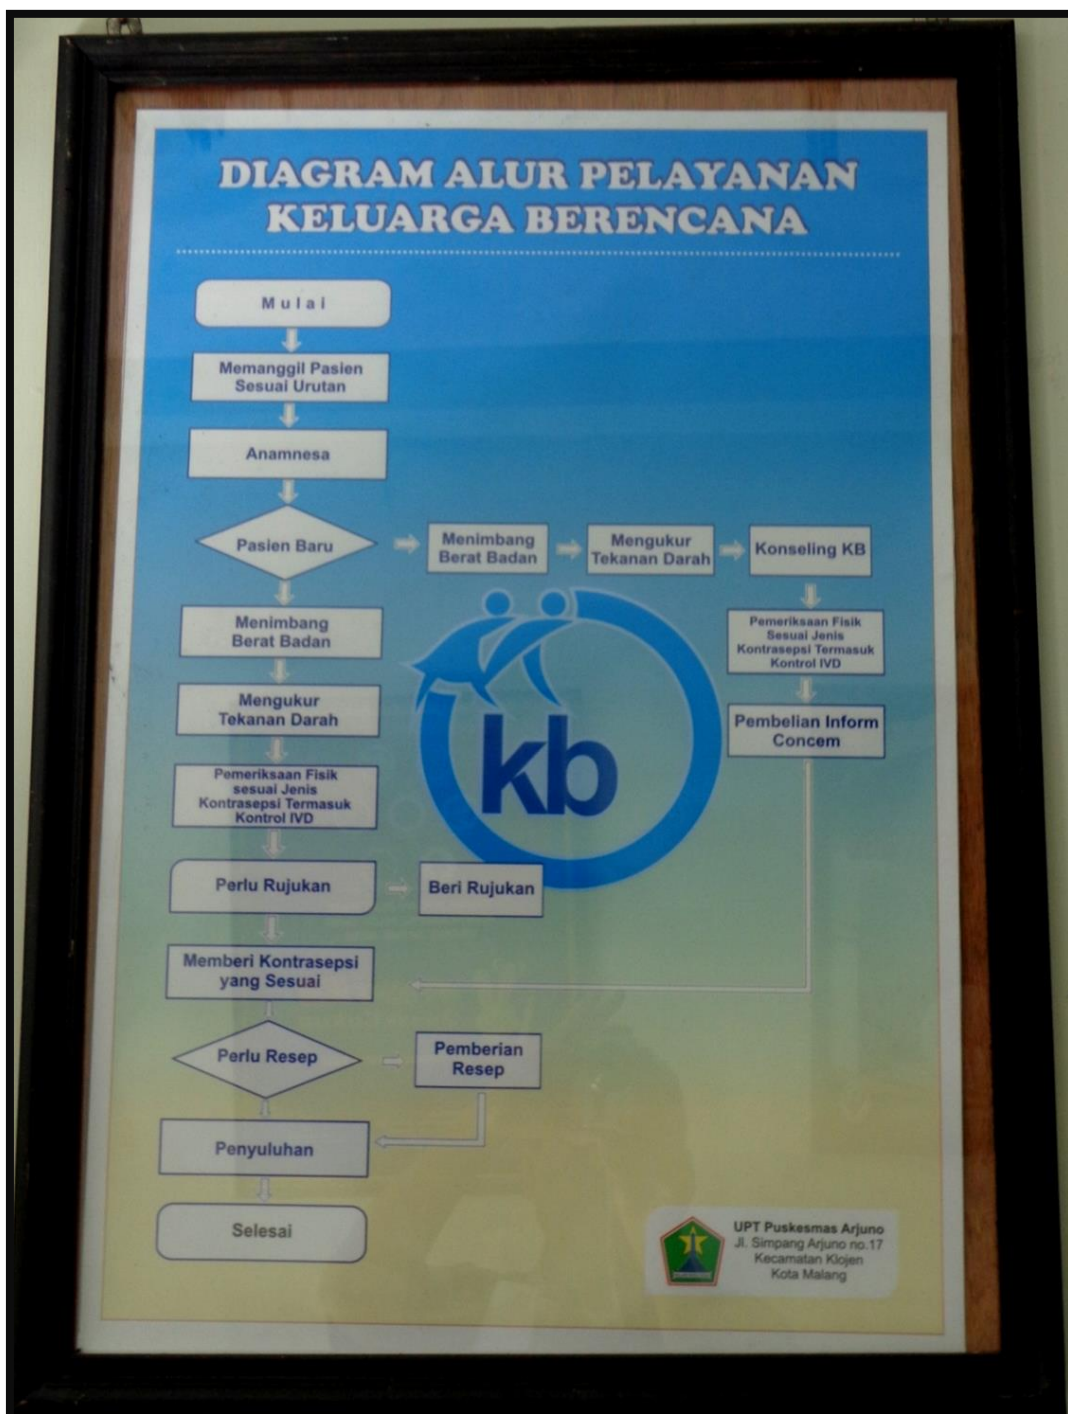 DIAGRAM ALUR PELAYANAN
KELUARGA BERENCANA
Mulai
Memanggil Pasien
Sesuai Urutan
Anamnesa
Pasien Baru
Menimbang
Berat Badan
Mengukur
Tekanan Darah
Konseling KB
Pemeriksaan Fisik
Sesuai Jenis
Kontrasepsi Termasuk
Kontrol IVD
Pembelian Inform
Concem
Menimbang
Berat Badan
Mengukur
Tekanan Darah
Pemeriksaan Fisik
sesuai Jenis
Kontrasepsi Termasuk
Kontrol IVD
kb
Perlu Rujukan
Beri Rujukan
Memberi Kontrasepsi
yang Sesuai
Perlu Resep
Pemberian
Resep
Penyuluhan
Selesai
UPT Puskesmas Arjuno
Jl. Simpang Arjuno no.17
Kecamatan Klojen
Kota Malang